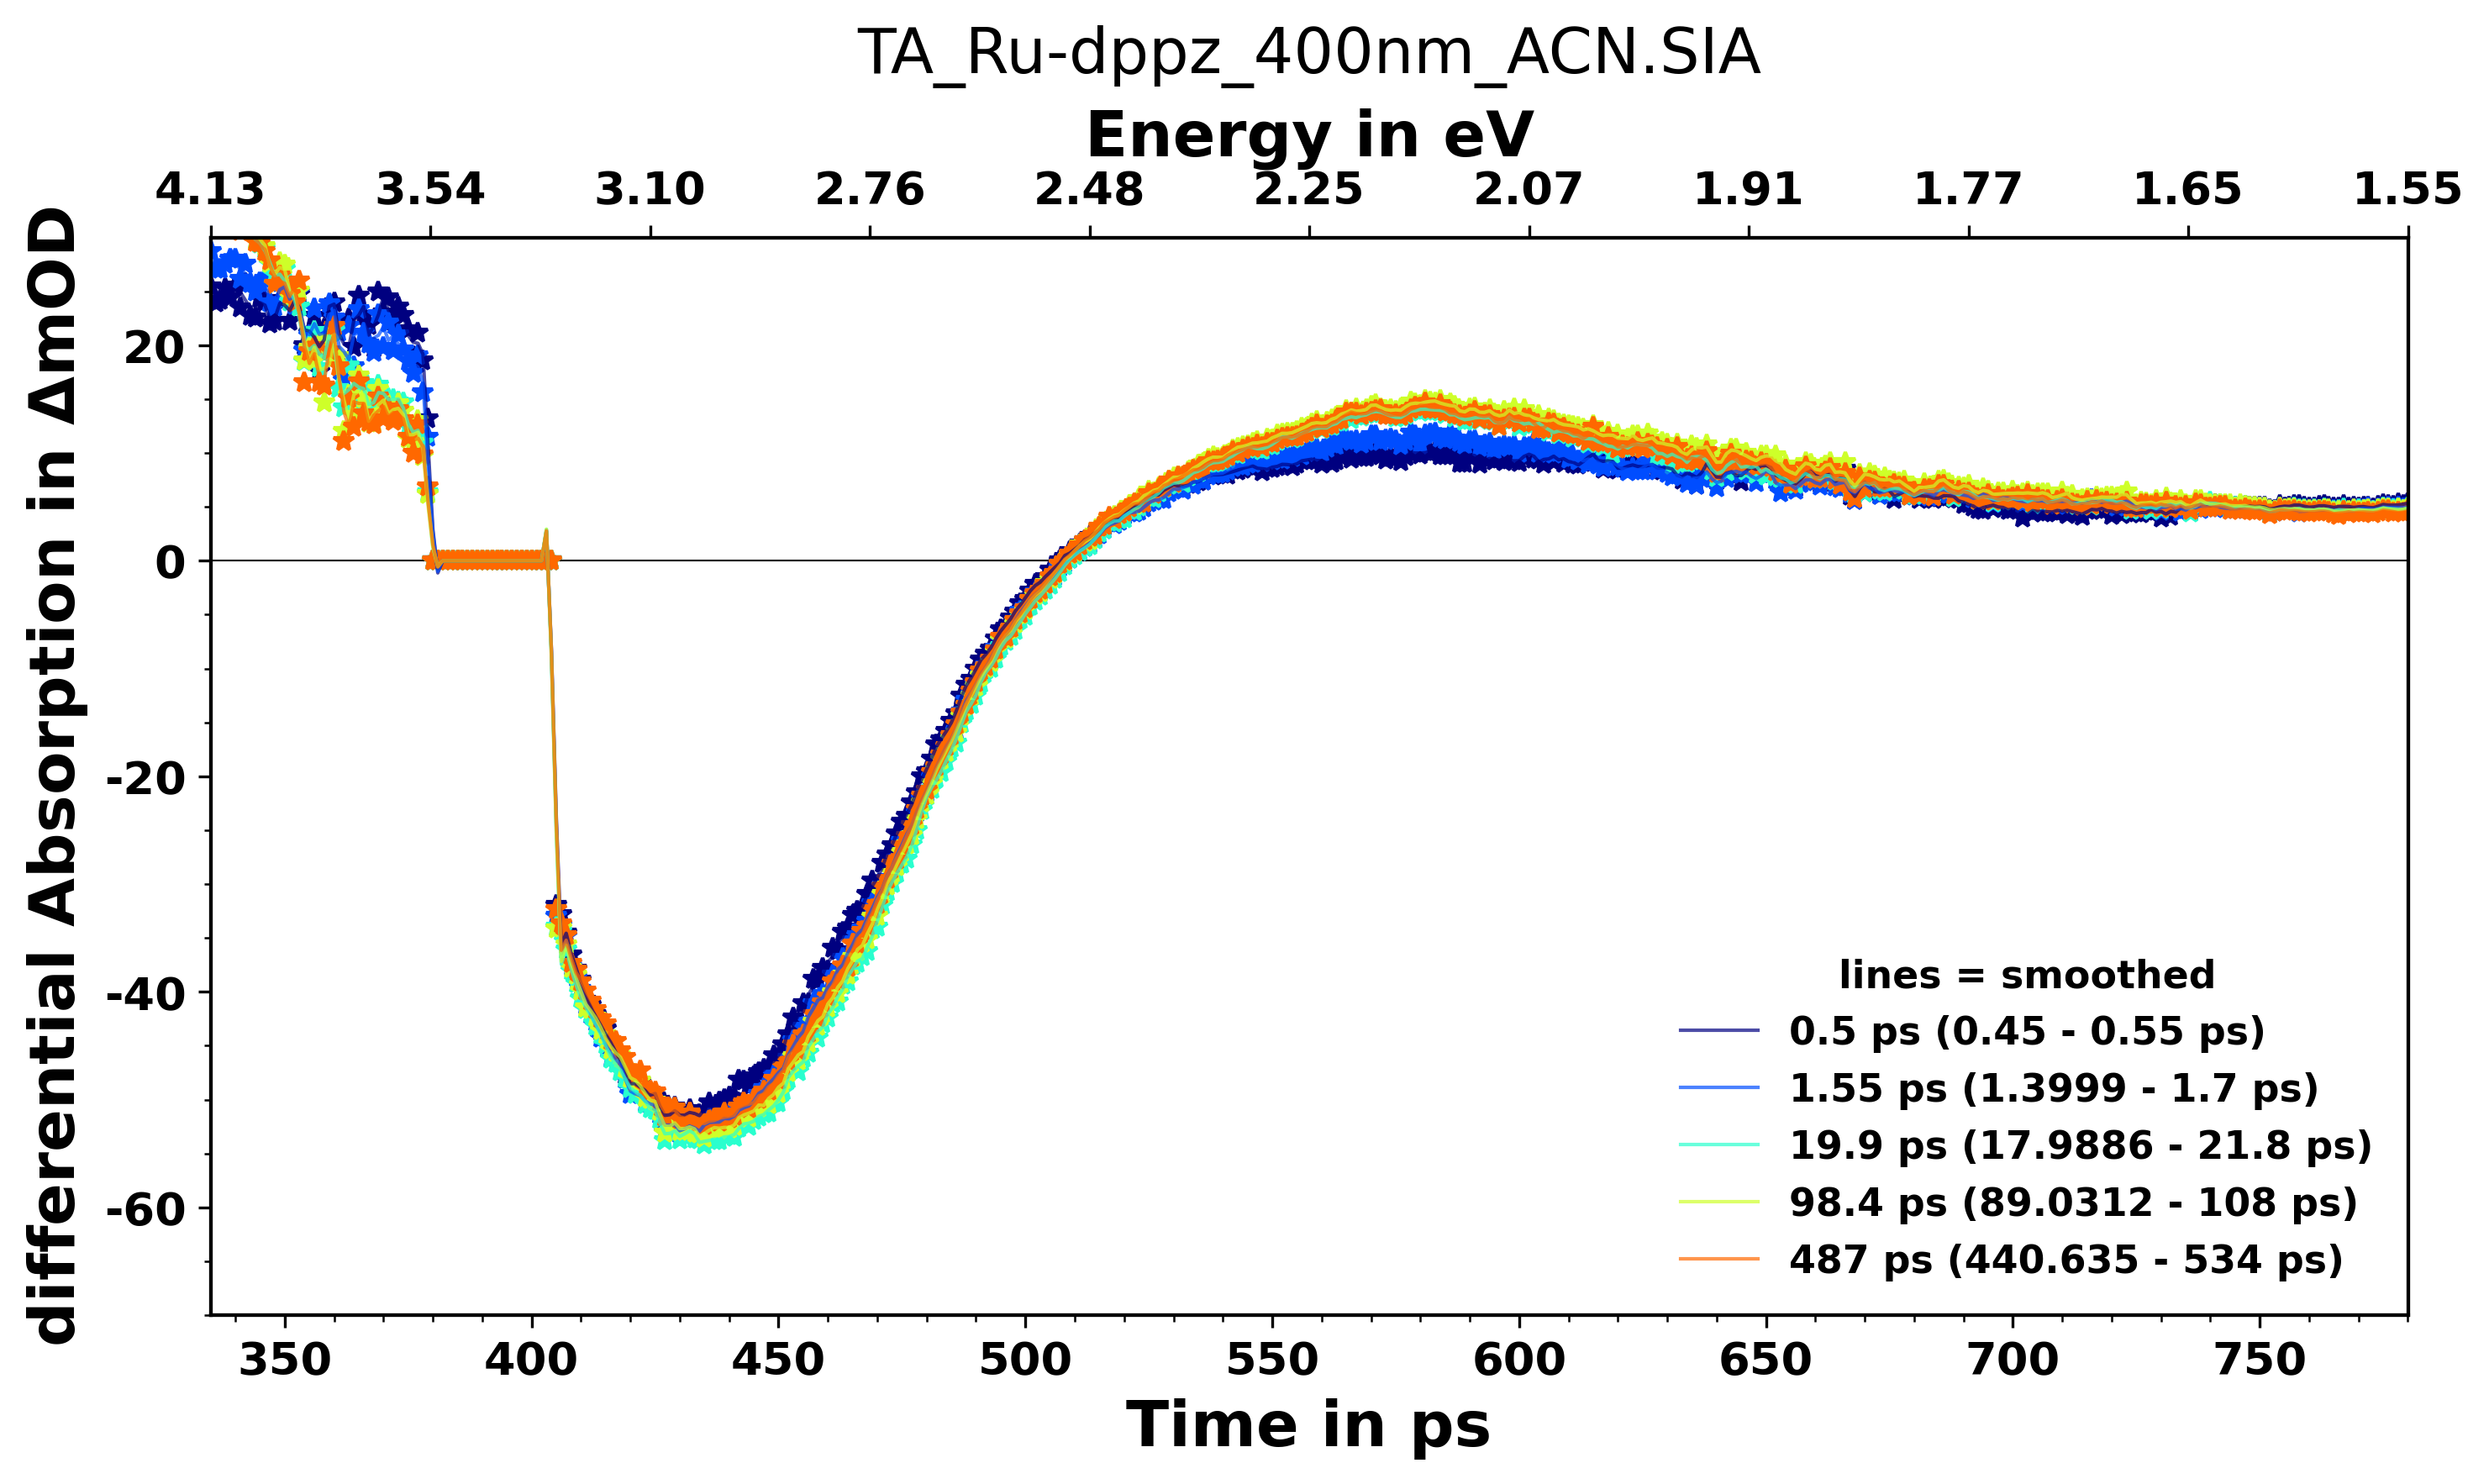 TA_Ru-dppz_400nm_ACN.SIA
Energy in eV
4.13 3.54 3.10 2.76 2.48 2.25 2.07 1.91 1.77 1.65 1.55
differential Absorption in ΔmOD
20
0
-20
-40
-60
lines = smoothed
0.5 ps (0.45 - 0.55 ps)
1.55 ps (1.3999 - 1.7 ps)
19.9 ps (17.9886 - 21.8 ps)
98.4 ps (89.0312 - 108 ps)
487 ps (440.635 - 534 ps)
350 400 450 500 550 600 650 700 750
Time in ps